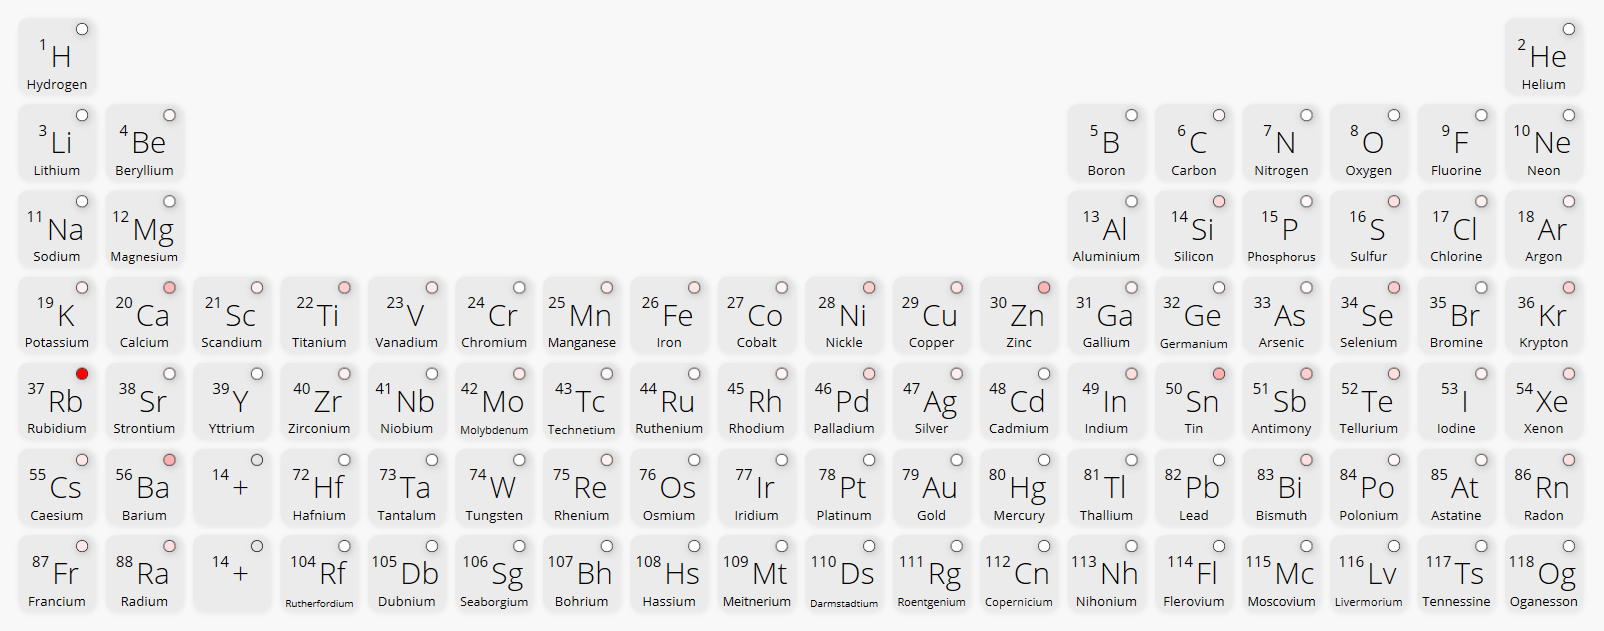 1 H 2 He
Hydrogen Helium
3 Li 4 Be 5 B 6 C 7 N 8 O 9 F 10 Ne
Lithium Beryllium Boron Carbon Nitrogen Oxygen Fluorine Neon
11 Na 12 Mg 13 Al 14 Si 15 P 16 S 17 Cl 18 Ar
Sodium Magnesium Aluminium Silicon Phosphorus Sulfur Chlorine Argon
19 K 20 Ca 21 Sc 22 Ti 23 V 24 Cr 25 Mn 26 Fe 27 Co 28 Ni 29 Cu 30 Zn 31 Ga 32 Ge 33 As 34 Se 35 Br 36 Kr
Potassium Calcium Scandium Titanium Vanadium Chromium Manganese Iron Cobalt Nickle Copper Zinc Gallium Germanium Arsenic Selenium Bromine Krypton
37 Rb 38 Sr 39 Y 40 Zr 41 Nb 42 Mo 43 Tc 44 Ru 45 Rh 46 Pd 47 Ag 48 Cd 49 In 50 Sn 51 Sb 52 Te 53 I 54 Xe
Rubidium Strontium Yttrium Zirconium Niobium Molybdenum Technetium Ruthenium Rhodium Palladium Silver Cadmium Indium Tin Antimony Tellurium Iodine Xenon
55 Cs 56 Ba 14 + 72 Hf 73 Ta 74 W 75 Re 76 Os 77 Ir 78 Pt 79 Au 80 Hg 81 Tl 82 Pb 83 Bi 84 Po 85 At 86 Rn
Caesium Barium Hafnium Tantalum Tungsten Rhenium Osmium Iridium Platinum Gold Mercury Thallium Lead Bismuth Polonium Astatine Radon
87 Fr 88 Ra 14 + 104 Rf 105 Db 106 Sg 107 Bh 108 Hs 109 Mt 110 Ds 111 Rg 112 Cn 113 Nh 114 Fl 115 Mc 116 Lv 117 Ts 118 Og
Francium Radium Rutherfordium Dubnium Seaborgium Bohrium Hassium Meitnerium Darmstadtium Roentgenium Copernicium Nihonium Flerovium Moscovium Livermorium Tennessine Oganesson